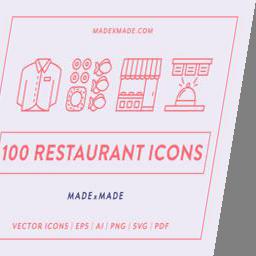 MADEXMADE.COM
100 RESTAURANT ICONS
MADExMADE
VECTOR ICONS | EPS | AI | PNG | SVG | PDF